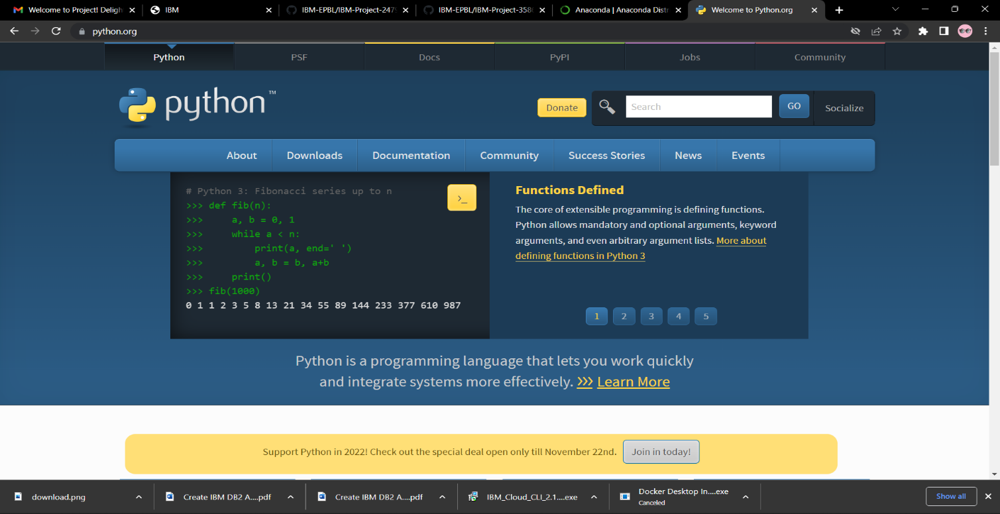 Welcome to Project! Deligh
IBM
IBM-EPBL/IBM-Project-2479
IBM-EPBL/IBM-Project-358
Anaconda | Anaconda Distr
Welcome to Python.org
python.org
Python
PSF
Docs
PyPI
Jobs
Community
python™
Donate
Search
GO
Socialize
About
Downloads
Documentation
Community
Success Stories
News
Events
# Python 3: Fibonacci series up to n
>>> def fib(n):
>>>     a, b = 0, 1
>>>     while a < n:
>>>         print(a, end=' ')
>>>         a, b = b, a+b
>>>     print()
>>> fib(1000)
0 1 1 2 3 5 8 13 21 34 55 89 144 233 377 610 987
>_
Functions Defined
The core of extensible programming is defining functions.
Python allows mandatory and optional arguments, keyword
arguments, and even arbitrary argument lists. More about
defining functions in Python 3
1
2
3
4
5
Python is a programming language that lets you work quickly
and integrate systems more effectively. >>> Learn More
Support Python in 2022! Check out the special deal open only till November 22nd.
Join in today!
download.png
Create IBM DB2 A....pdf
Create IBM DB2 A....pdf
IBM_Cloud_CLI_2.1....exe
Docker Desktop In....exe
Canceled
Show all